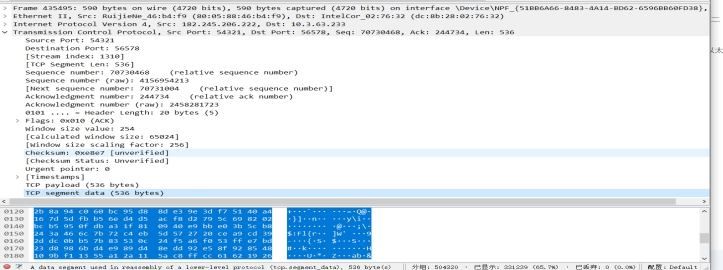 Frame 435495: 590 bytes on wire (4720 bits), 590 bytes captured (4720 bits) on interface \Device\NPF_{51BB6A66-B483-4A14-BD62-6596BB60FD38},
Ethernet II, Src: RuijieNe_46:b4:f9 (80:05:88:46:b4:f9), Dst: IntelCor_02:76:32 (dc:8b:28:02:76:32)
Internet Protocol Version 4, Src: 182.245.206.222, Dst: 10.3.63.233
Transmission Control Protocol, Src Port: 54321, Dst Port: 56578, Seq: 70730468, Ack: 244734, Len: 536
Source Port: 54321
Destination Port: 56578
[Stream index: 1310]
[TCP Segment Len: 536]
Sequence number: 70730468 (relative sequence number)
Sequence number (raw): 4156954213
[Next sequence number: 70731004 (relative sequence number)]
Acknowledgment number: 244734 (relative ack number)
Acknowledgment number (raw): 2458281723
0101 .... = Header Length: 20 bytes (5)
Flags: 0x010 (ACK)
Window size value: 254
[Calculated window size: 65024]
[Window size scaling factor: 256]
Checksum: 0xe8e7 [unverified]
[Checksum Status: Unverified]
Urgent pointer: 0
[Timestamps]
TCP payload (536 bytes)
TCP segment data (536 bytes)
0120 2b 8a 94 c0 60 bc 95 d8 8d e3 9e 3d f7 51 40 a4
0130 16 7d 5d fb b5 6e d4 d5 ac f8 d2 79 5c 69 82 02
0140 bc b5 95 0f db a3 1f 81 09 40 e9 bb e0 3b 5c b8
0150 24 3a 46 6c 7b 72 c4 eb 5d 57 27 20 ce a9 cd 39
0160 2d dc 0b b5 7b 83 53 0c 24 f5 a6 f0 53 ff e7 bd
0170 23 d8 98 6b d4 e9 89 d4 8e dd 92 e5 8f 92 85 48
0180 10 9b f1 13 55 a1 2a 11 5a c8 ff cc 61 62 19 26
A data segment used in reassembly of a lower-level protocol (tcp.segment_data), 536 byte(s)
分组: 504220 · 已显示: 331239 (65.7%) · 已丢弃: 0 (0.0%)
配置: Default